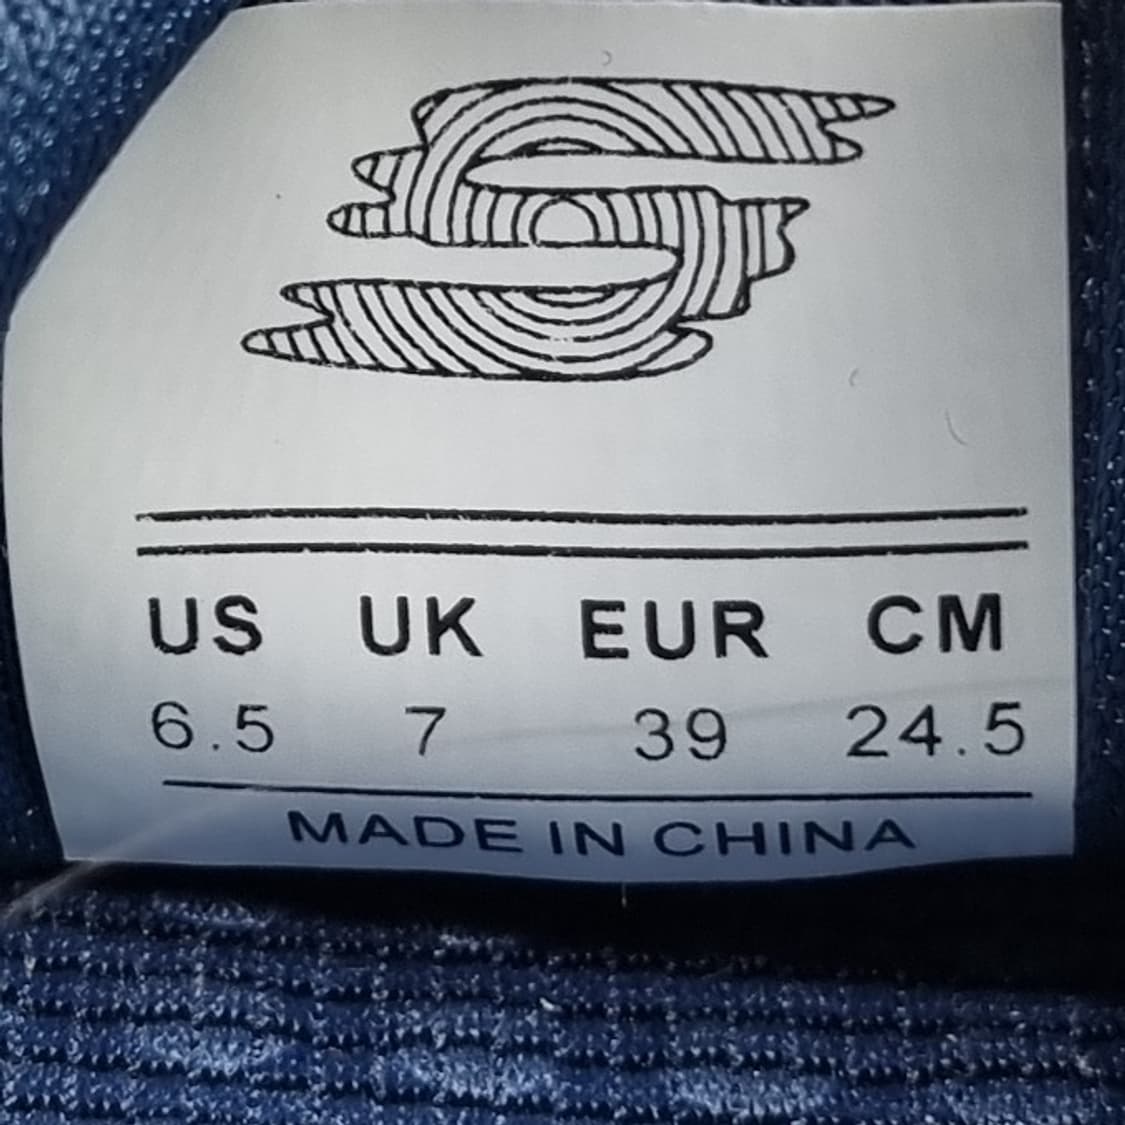 US UK EUR CM
6.5 7 39 24.5
MADE IN CHINA